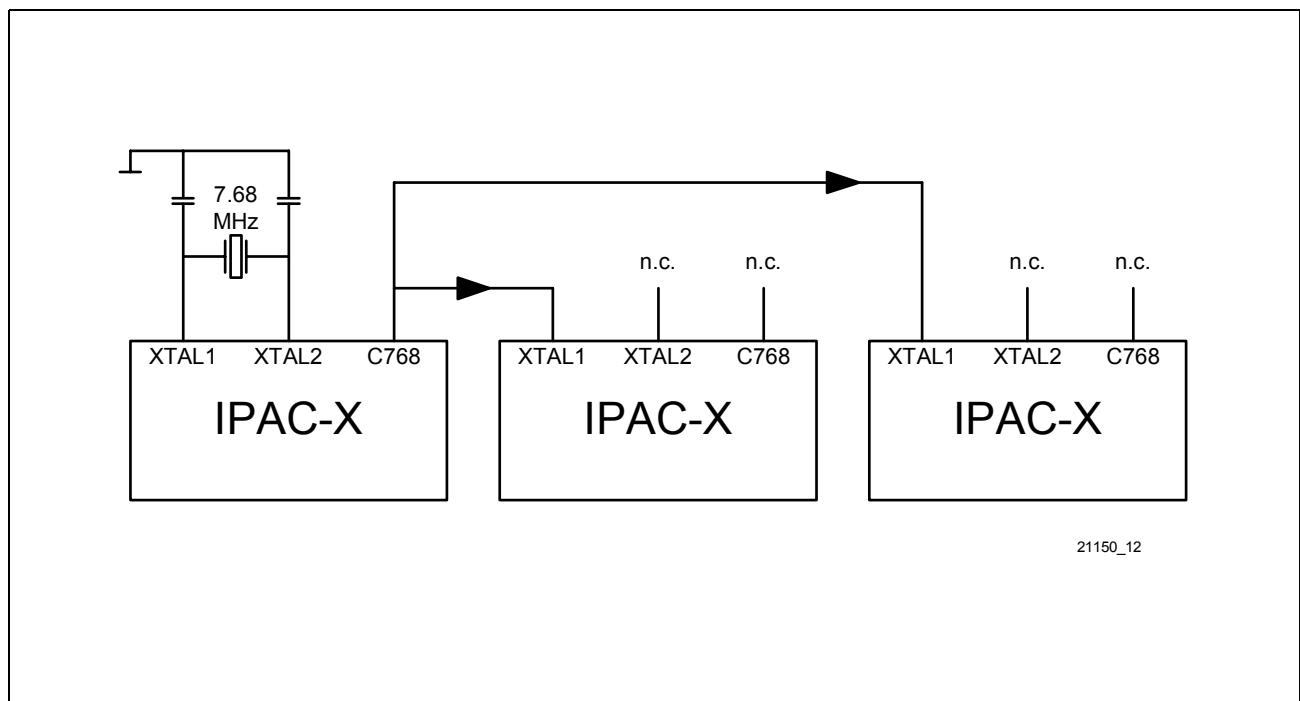 7.68
MHz
n.c. n.c. n.c. n.c.
XTAL1 XTAL2 C768 XTAL1 XTAL2 C768 XTAL1 XTAL2 C768
IPAC-X IPAC-X IPAC-X
21150_12